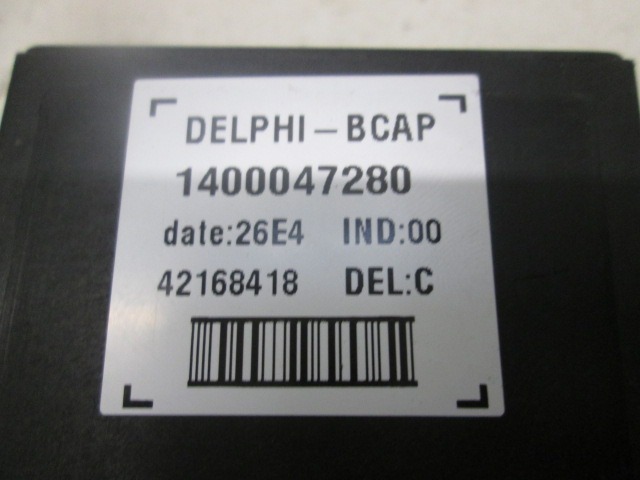 DELPHI-BCAP
1400047280
date:26E4 IND:00
42168418 DEL:C